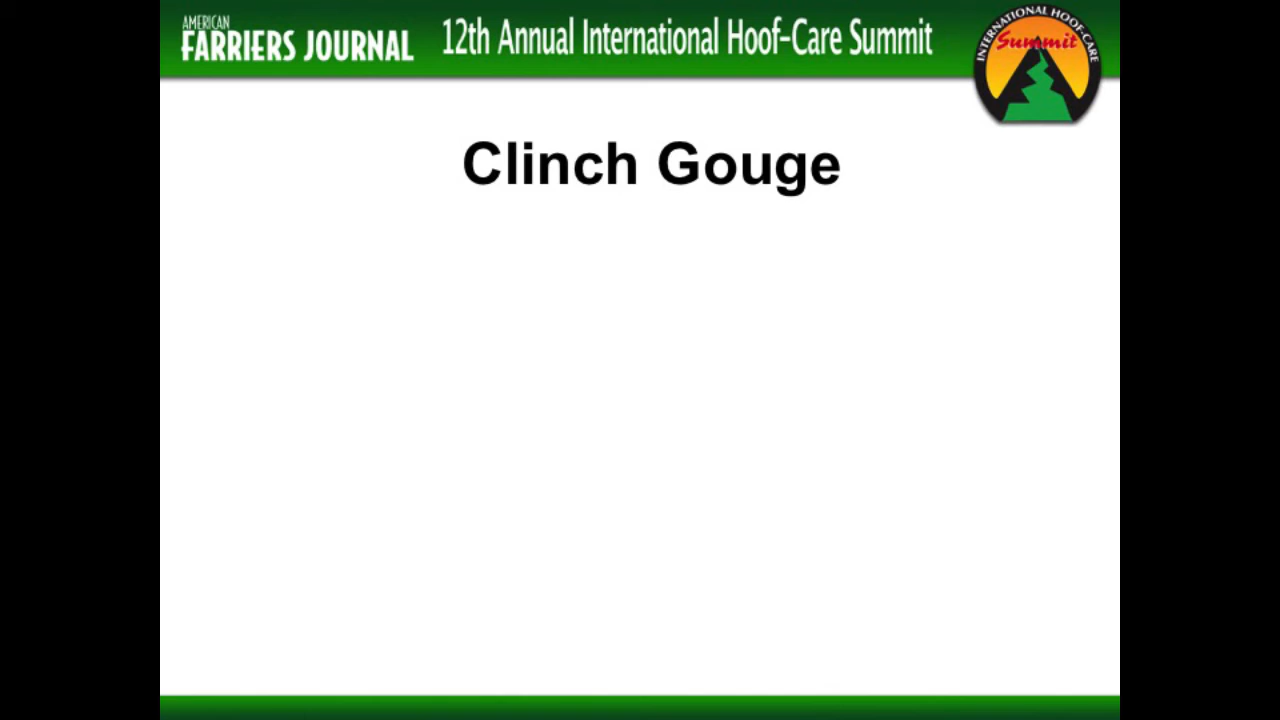 AMERICAN
FARRIERS JOURNAL
12th Annual International Hoof-Care Summit
INTERNATIONAL HOOF-CARE
Summit
Clinch Gouge